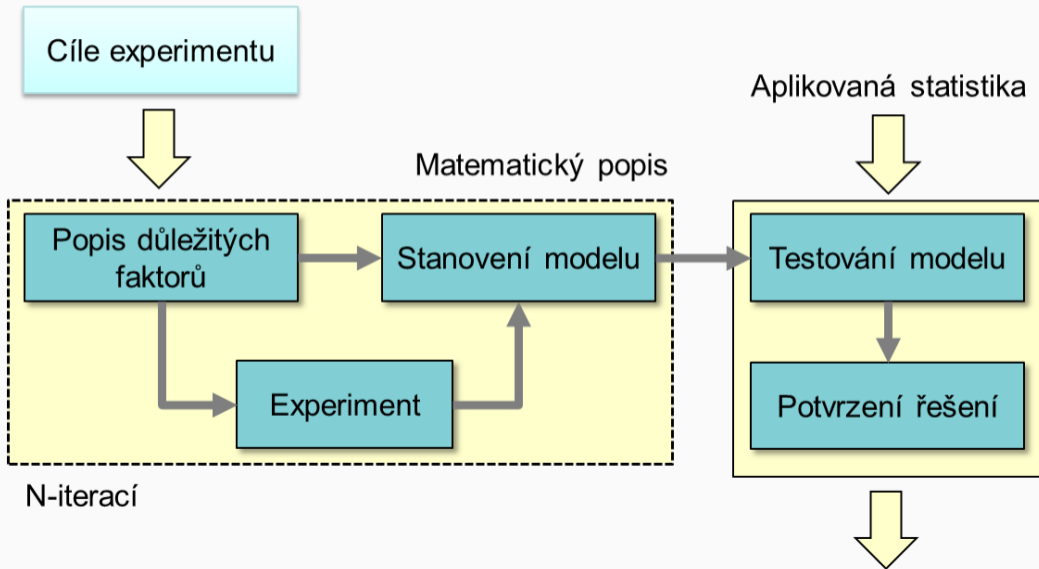 Cíle experimentu
Aplikovaná statistika
Matematický popis
Popis důležitých
faktorů
Stanovení modelu
Testování modelu
Experiment
Potvrzení řešení
N-iterací